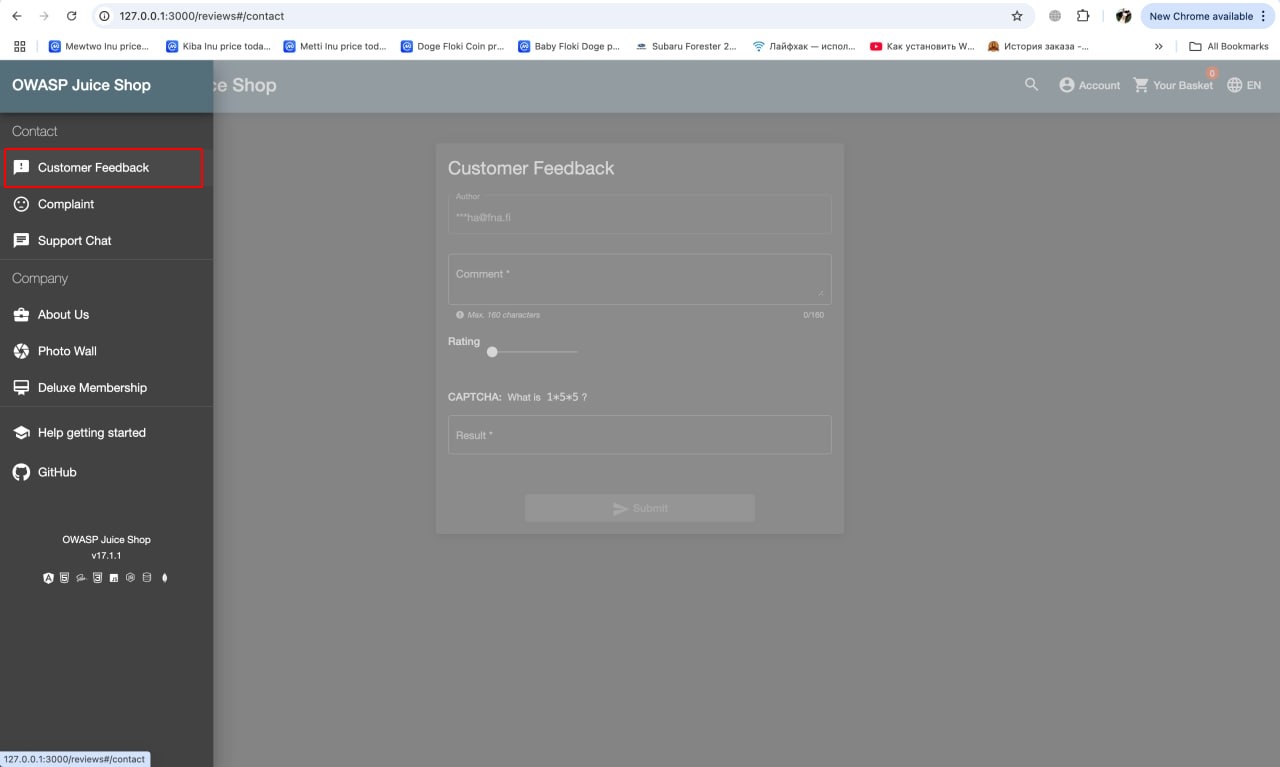 127.0.0.1:3000/reviews#/contact
New Chrome available
Mewtwo Inu price...
Kiba Inu price toda...
Metti Inu price tod...
Doge Floki Coin pr...
Baby Floki Doge p...
Subaru Forester 2...
Лайфхак — испол...
Как установить W...
История заказа –...
All Bookmarks
OWASP Juice Shop
ce Shop
Account
0
Your Basket
EN
Contact
Customer Feedback
Complaint
Support Chat
Company
About Us
Photo Wall
Deluxe Membership
Help getting started
GitHub
OWASP Juice Shop
v17.1.1
Customer Feedback
Author
***ha@fna.fi
Comment *
Max. 160 characters
0/160
Rating
CAPTCHA: What is 1*5*5 ?
Result *
Submit
127.0.0.1:3000/reviews#/contact